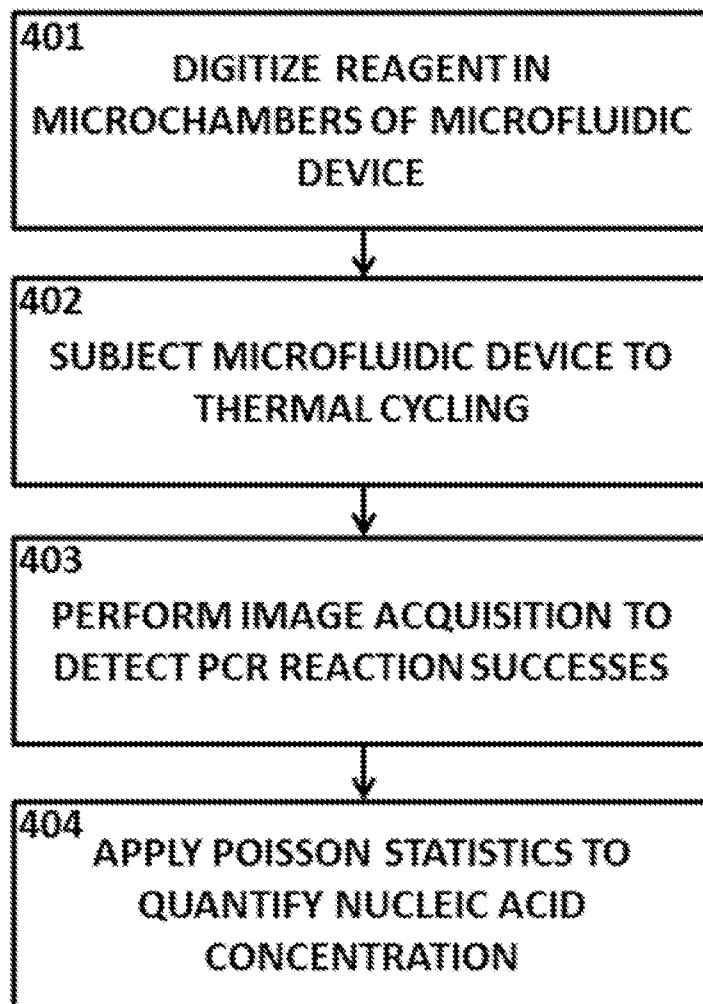 401
DIGITIZE REAGENT IN
MICROCHAMBERS OF MICROFLUIDIC
DEVICE
402
SUBJECT MICROFLUIDIC DEVICE TO
THERMAL CYCLING
403
PERFORM IMAGE ACQUISITION TO
DETECT PCR REACTION SUCCESSES
404
APPLY POISSON STATISTICS TO
QUANTIFY NUCLEIC ACID
CONCENTRATION